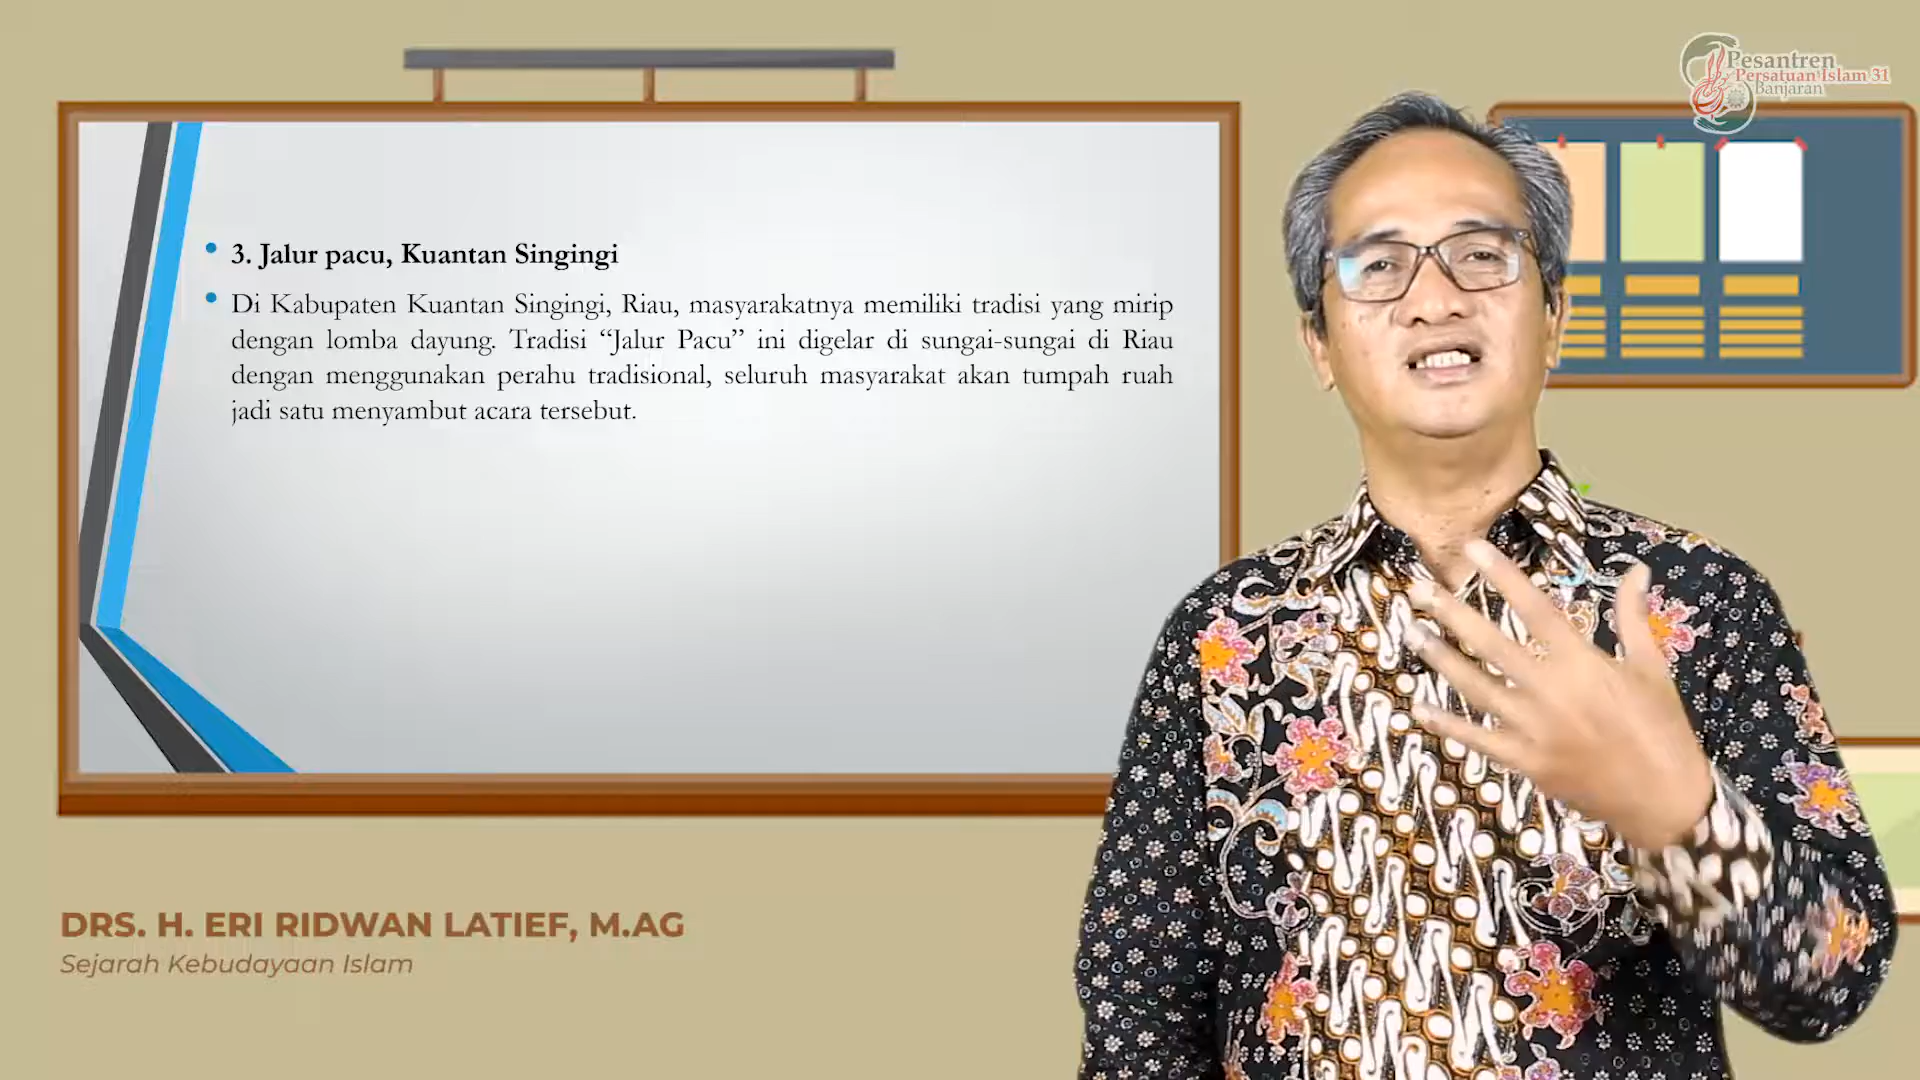 Pesantren
Persatuan Islam 31
Banjaran
• 3. Jalur pacu, Kuantan Singingi
• Di Kabupaten Kuantan Singingi, Riau, masyarakatnya memiliki tradisi yang mirip
dengan lomba dayung. Tradisi “Jalur Pacu” ini digelar di sungai-sungai di Riau
dengan menggunakan perahu tradisional, seluruh masyarakat akan tumpah ruah
jadi satu menyambut acara tersebut.
DRS. H. ERI RIDWAN LATIEF, M.AG
Sejarah Kebudayaan Islam